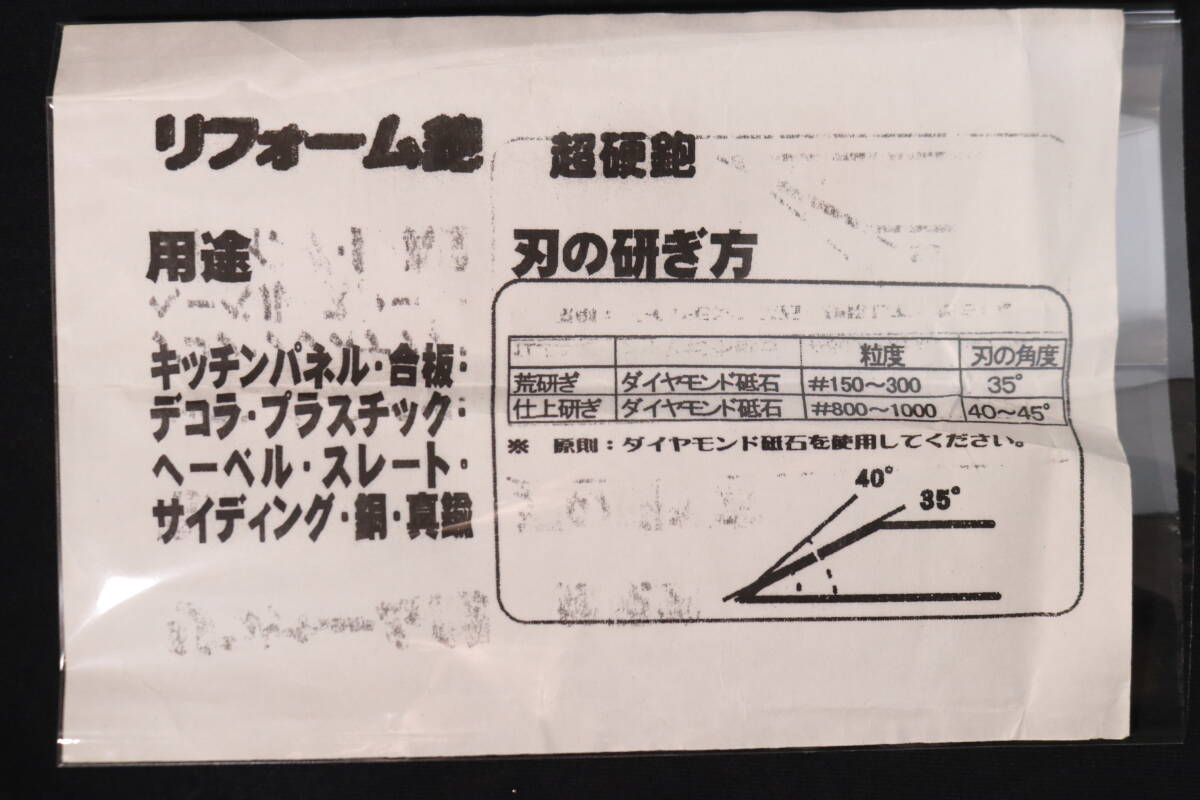 リフォーム鉋
超硬鉋
用途
キッチンパネル・合板・
デコラ・プラスチック・
ヘーベル・スレート・
サイディング・銅・真鍮
刃の研ぎ方
粒度 刃の角度
荒研ぎ ダイヤモンド砥石 #150～300 35°
仕上研ぎ ダイヤモンド砥石 #800～1000 40～45°
※ 原則：ダイヤモンド砥石を使用してください。
40°
35°